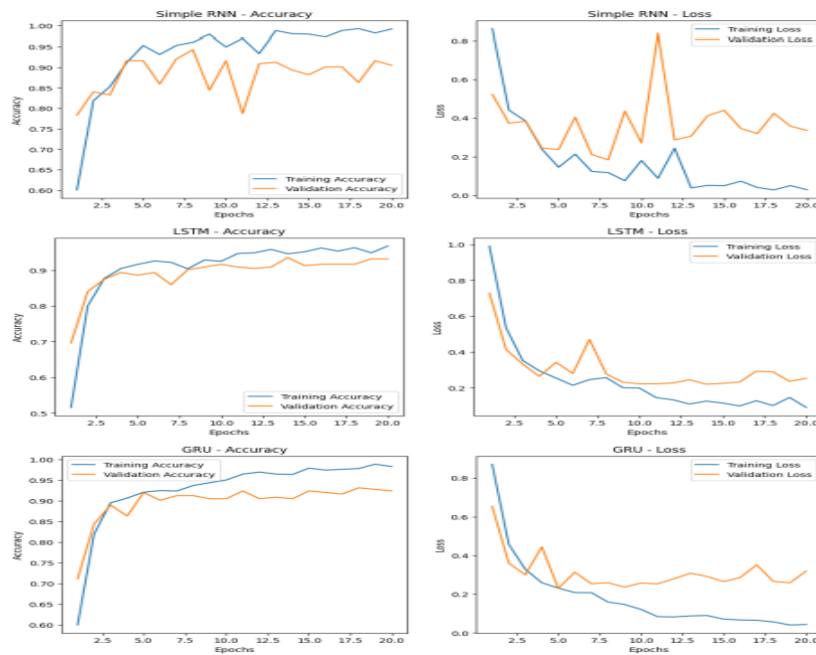 Simple RNN - Accuracy
1.00
0.95
0.90
0.85
0.80
0.75
0.70
0.65
0.60
Accuracy
Training Accuracy
Validation Accuracy
2.5 5.0 7.5 10.0 12.5 15.0 17.5 20.0
Epochs
Simple RNN - Loss
0.8
0.6
0.4
0.2
0.0
Loss
Training Loss
Validation Loss
2.5 5.0 7.5 10.0 12.5 15.0 17.5 20.0
Epochs
LSTM - Accuracy
0.9
0.8
0.7
0.6
0.5
Accuracy
Training Accuracy
Validation Accuracy
2.5 5.0 7.5 10.0 12.5 15.0 17.5 20.0
Epochs
LSTM - Loss
1.0
0.8
0.6
0.4
0.2
Loss
Training Loss
Validation Loss
2.5 5.0 7.5 10.0 12.5 15.0 17.5 20.0
Epochs
GRU - Accuracy
1.00
0.95
0.90
0.85
0.80
0.75
0.70
0.65
0.60
Accuracy
Training Accuracy
Validation Accuracy
2.5 5.0 7.5 10.0 12.5 15.0 17.5 20.0
Epochs
GRU - Loss
0.8
0.6
0.4
0.2
0.0
Loss
Training Loss
Validation Loss
2.5 5.0 7.5 10.0 12.5 15.0 17.5 20.0
Epochs